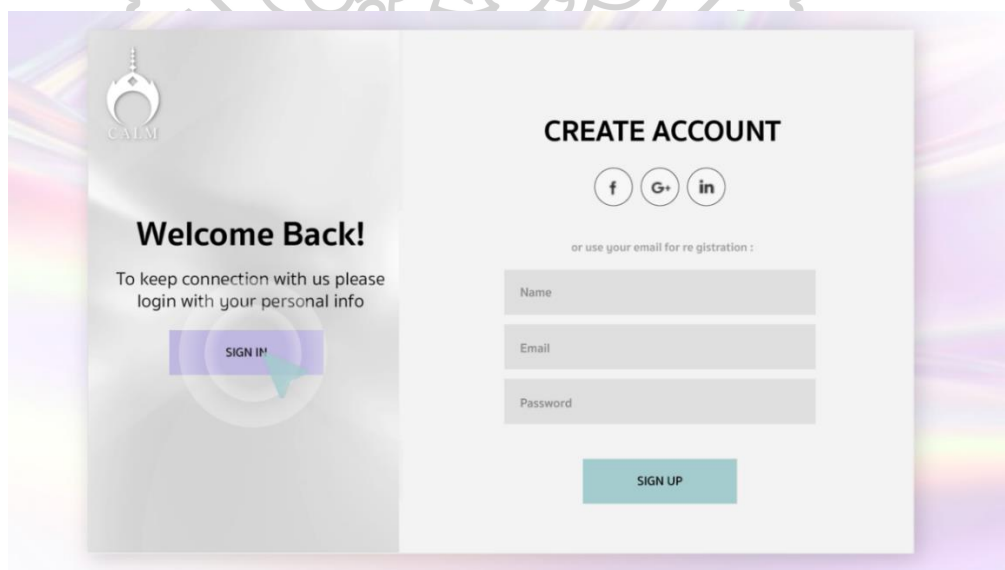 CALM
Welcome Back!
To keep connection with us please
login with your personal info
SIGN IN
CREATE ACCOUNT
f G+ in
or use your email for re gistration :
Name
Email
Password
SIGN UP